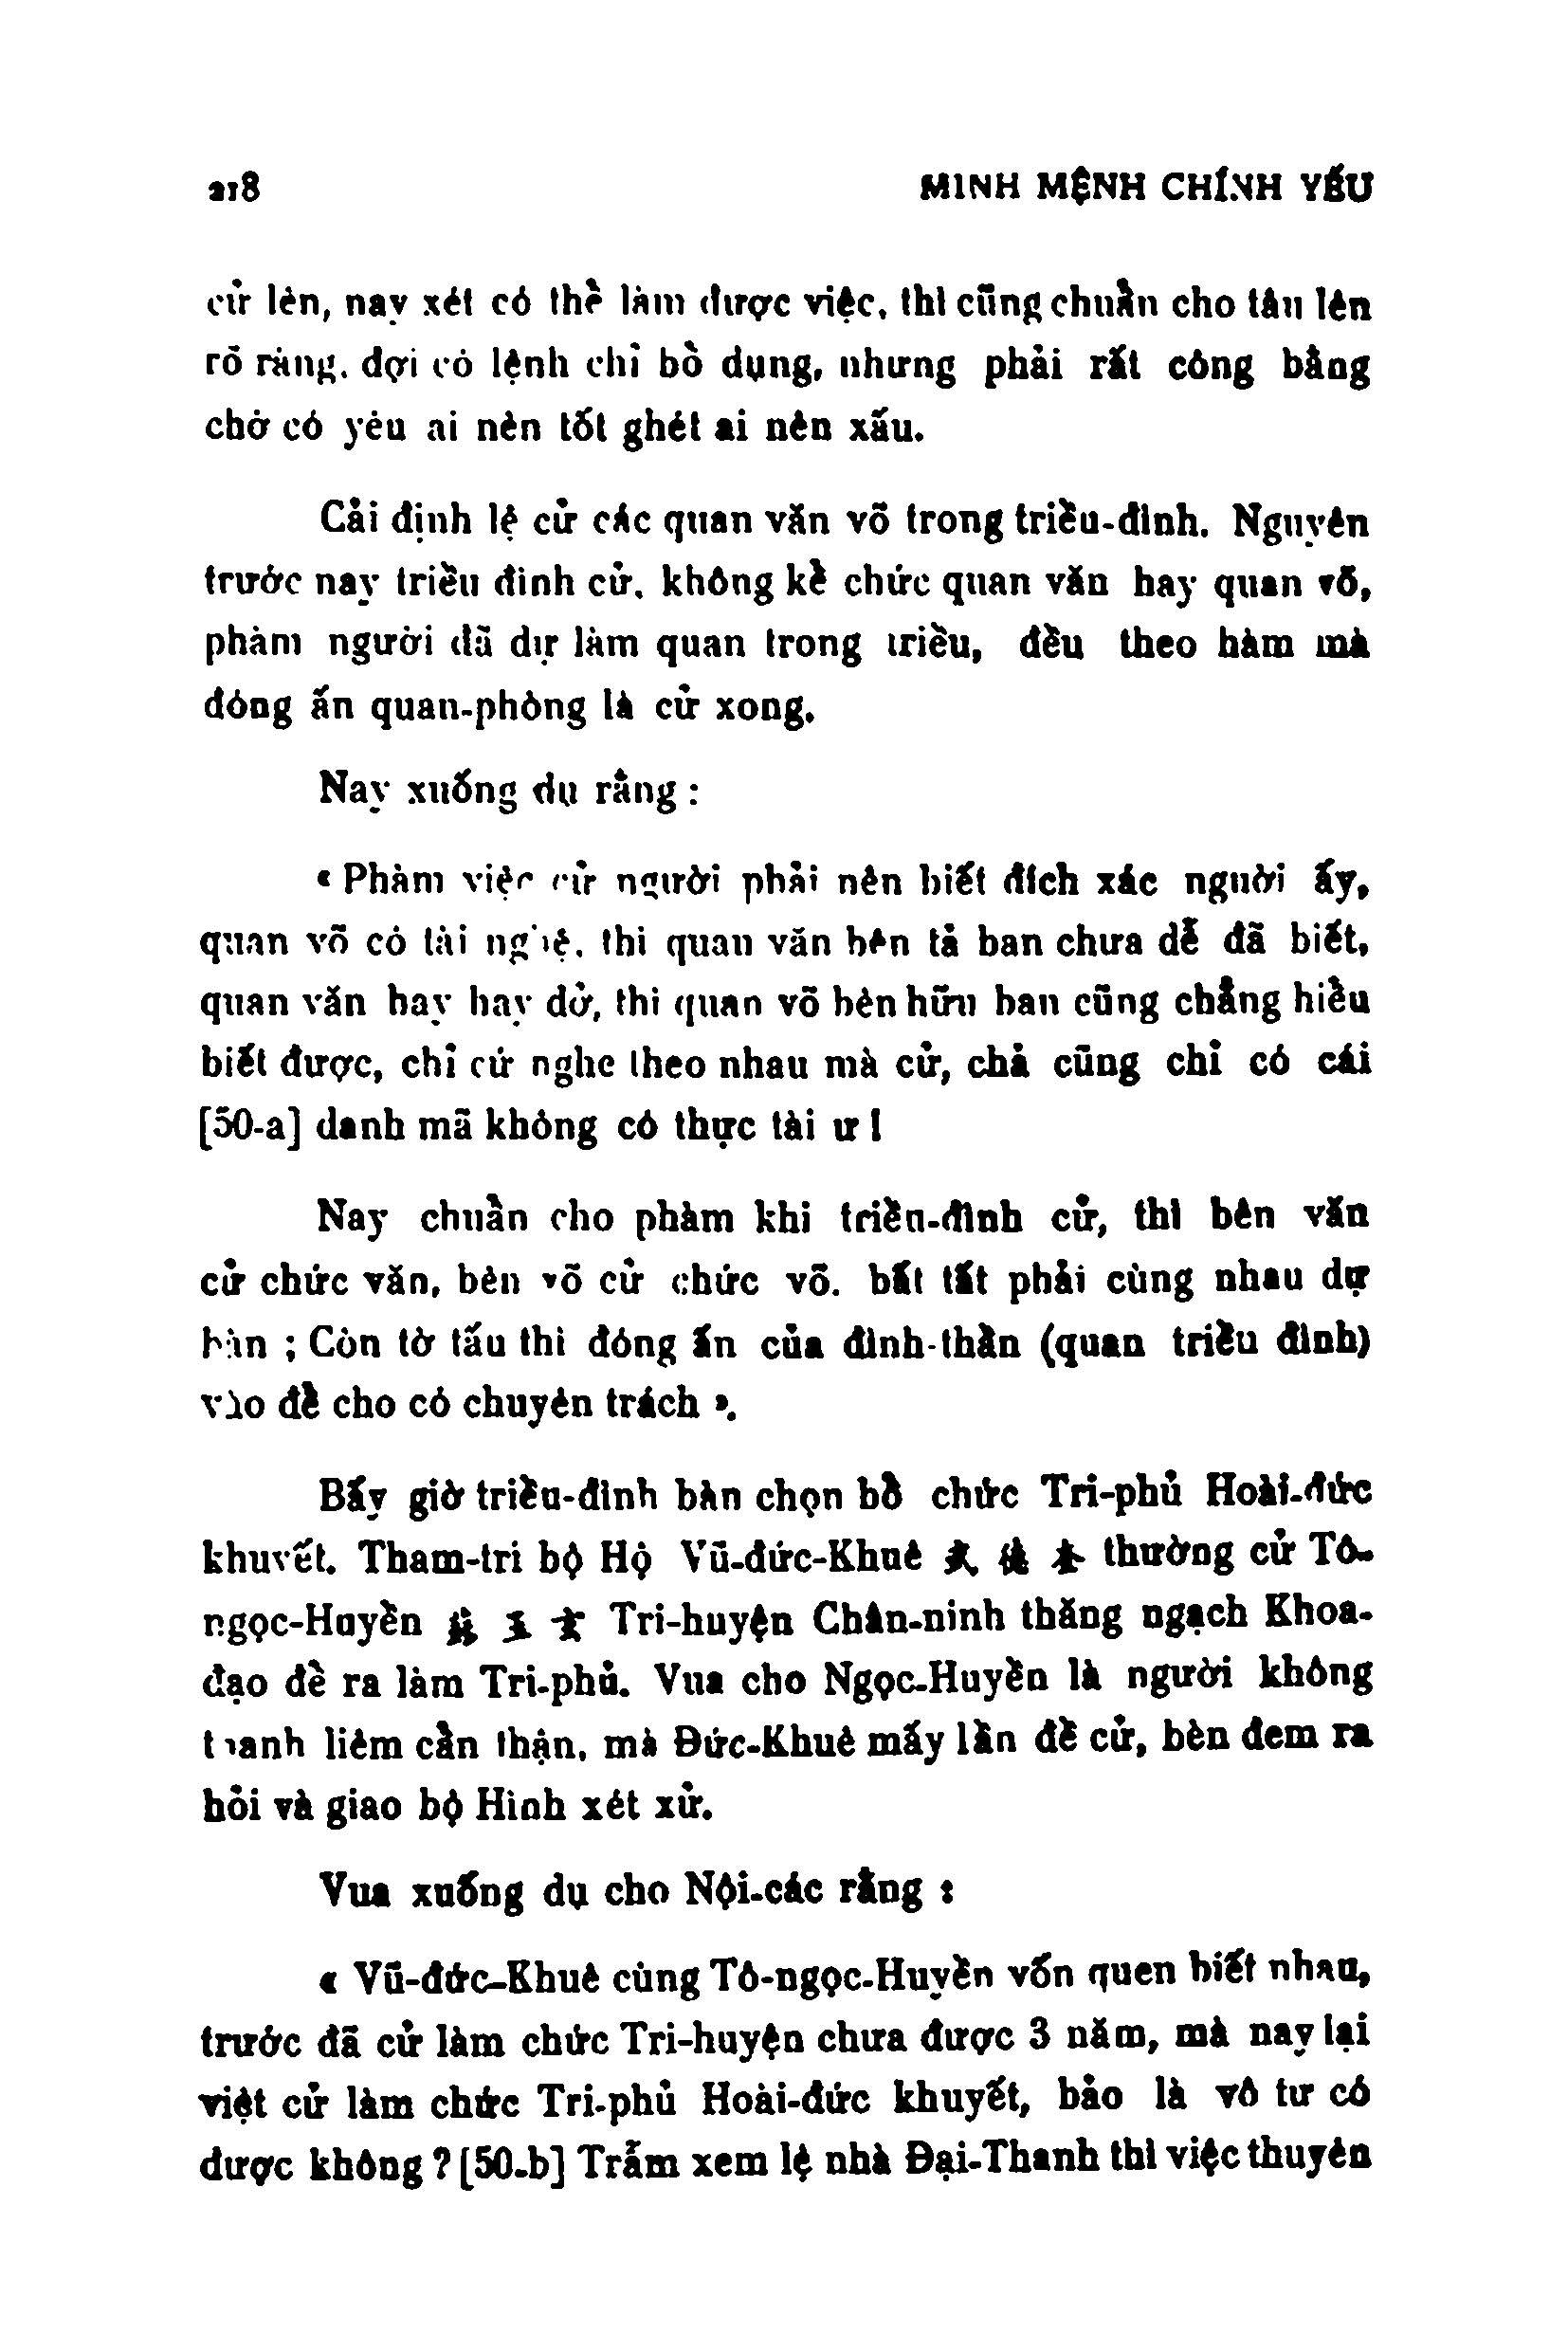 218 MINH MỆNH CHÍNH YẾU
cử lên, nay xét có thể làm được việc, thì cũng chuẩn cho tâu lên
rõ ràng, đợi có lệnh chỉ bổ dụng, nhưng phải rất công bằng
chớ có yêu ai nên tốt ghét ai nên xấu.
Cải định lệ cử các quan văn võ trong triều-đình. Nguyên
trước nay triều đình cử, không kể chức quan văn hay quan võ,
phàm người đã dự làm quan trong triều, đều theo hàm mà
đóng ấn quan-phòng là cử xong.
Nay xuống dụ rằng :
« Phàm việc cử người phải nên biết đích xác người ấy,
quan võ có tài nghệ, thì quan văn bên tả ban chưa dễ đã biết,
quan văn hay hay dở, thì quan võ bên hữu ban cũng chẳng hiểu
biết được, chỉ cứ nghe theo nhau mà cử, chả cũng chỉ có cái
[50-a] danh mà không có thực tài ư !
Nay chuẩn cho phàm khi triều-đình cử, thì bên văn
cử chức văn, bên võ cử chức võ. bất tất phải cùng nhau dự
bàn ; Còn tờ tấu thì đóng ấn của đình-thần (quan triều đình)
vào để cho có chuyên trách ».
Bấy giờ triều-đình bàn chọn bổ chức Tri-phủ Hoài-đức
khuyết. Tham-tri bộ Hộ Vũ-đức-Khuê 武 德 奎 thường cử Tô-
ngọc-Huyền 蘇 玉 玄 Tri-huyện Chân-ninh thăng ngạch Khoa-
đạo để ra làm Tri-phủ. Vua cho Ngọc-Huyền là người không
thanh liêm cẩn thận, mà Đức-Khuê mấy lần đề cử, bèn đem ra
hỏi và giao bộ Hình xét xử.
Vua xuống dụ cho Nội-các rằng :
« Vũ-đức-Khuê cùng Tô-ngọc-Huyền vốn quen biết nhau,
trước đã cử làm chức Tri-huyện chưa được 3 năm, mà nay lại
việt cử làm chức Tri-phủ Hoài-đức khuyết, bảo là vô tư có
được không ? [50-b] Trẫm xem lệ nhà Đại-Thanh thì việc thuyên